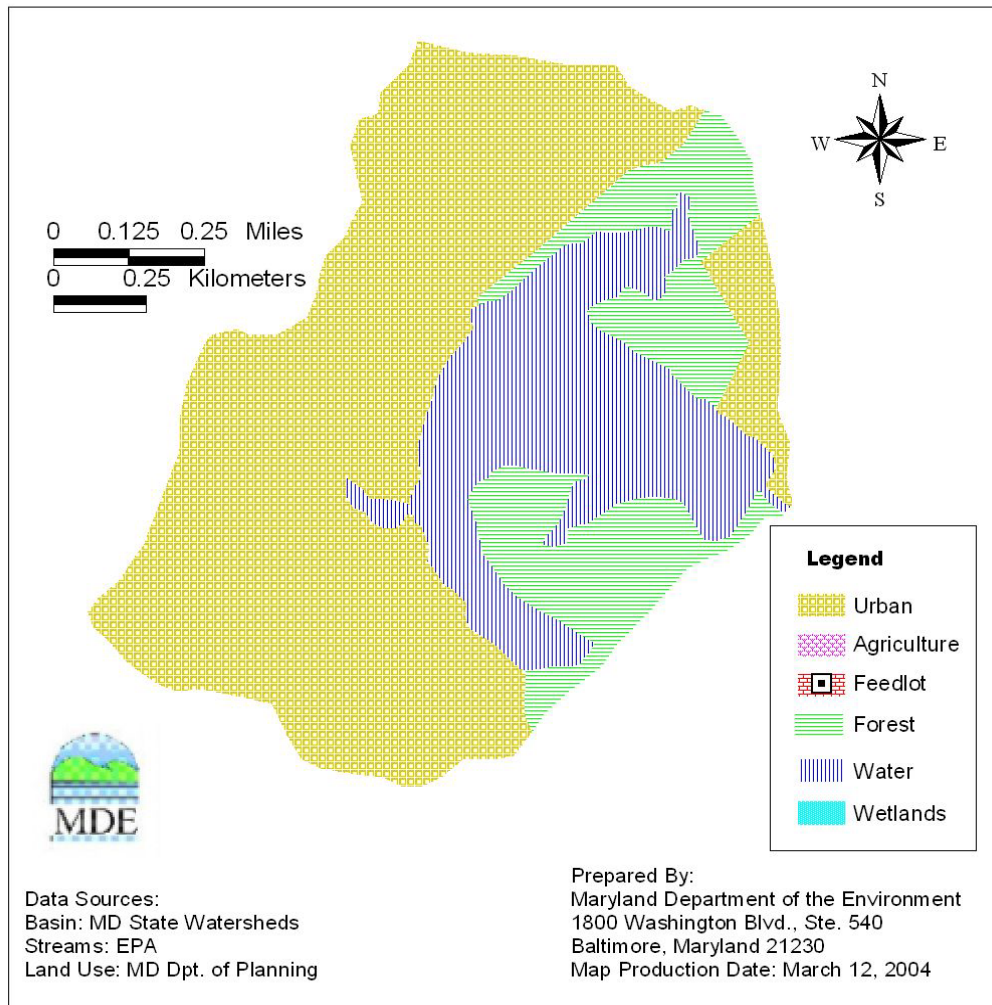 N
W E
S
0 0.125 0.25 Miles
0 0.25 Kilometers
Legend
Urban
Agriculture
Feedlot
Forest
Water
Wetlands
MDE
Data Sources:
Basin: MD State Watersheds
Streams: EPA
Land Use: MD Dpt. of Planning
Prepared By:
Maryland Department of the Environment
1800 Washington Blvd., Ste. 540
Baltimore, Maryland 21230
Map Production Date: March 12, 2004